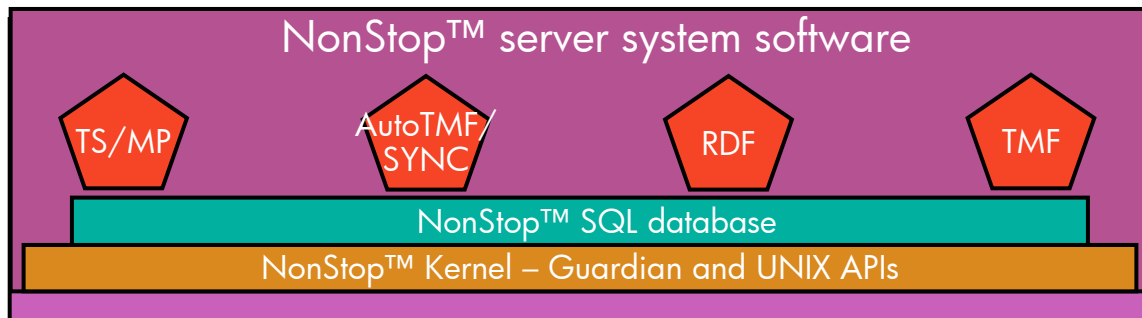 NonStop™ server system software
TS/MP
AutoTMF/
SYNC
RDF
TMF
NonStop™ SQL database
NonStop™ Kernel – Guardian and UNIX APIs